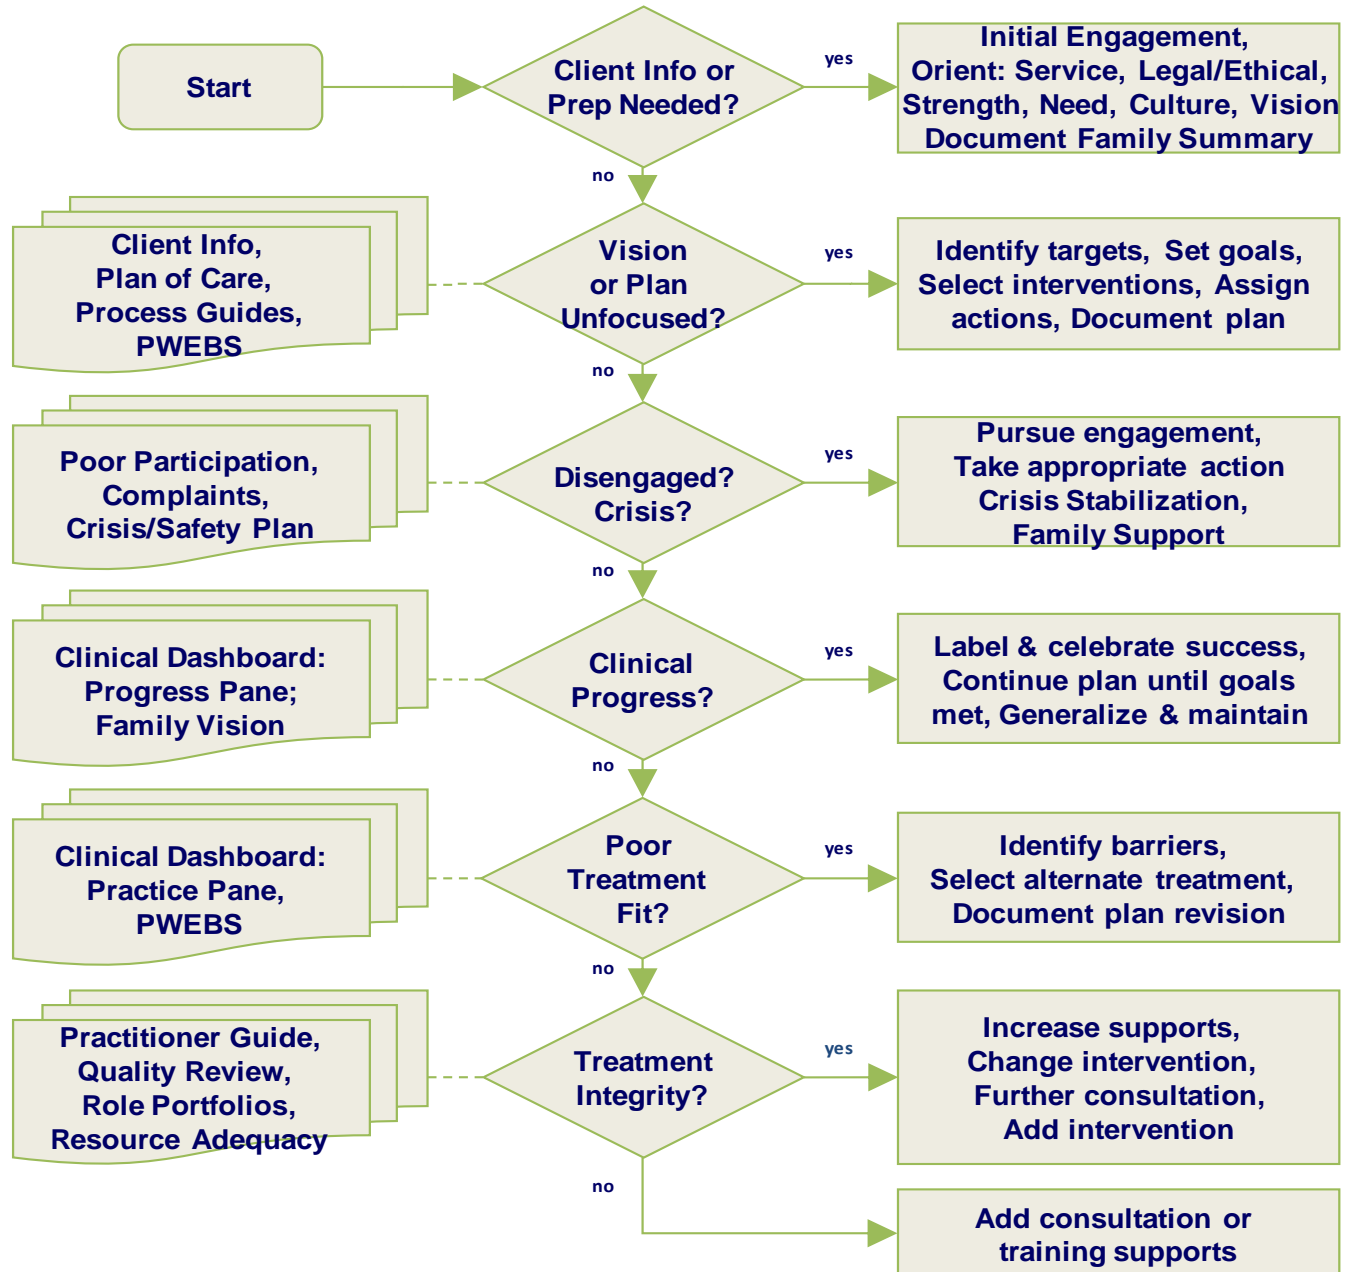 Start
Client Info or
Prep Needed?
yes
Initial Engagement,
Orient: Service, Legal/Ethical,
Strength, Need, Culture, Vision
Document Family Summary
no
Client Info,
Plan of Care,
Process Guides,
PWEBS
Vision
or Plan
Unfocused?
yes
Identify targets, Set goals,
Select interventions, Assign
actions, Document plan
no
Poor Participation,
Complaints,
Crisis/Safety Plan
Disengaged?
Crisis?
yes
Pursue engagement,
Take appropriate action
Crisis Stabilization,
Family Support
no
Clinical Dashboard:
Progress Pane;
Family Vision
Clinical
Progress?
yes
Label & celebrate success,
Continue plan until goals
met, Generalize & maintain
no
Clinical Dashboard:
Practice Pane,
PWEBS
Poor
Treatment
Fit?
yes
Identify barriers,
Select alternate treatment,
Document plan revision
no
Practitioner Guide,
Quality Review,
Role Portfolios,
Resource Adequacy
Treatment
Integrity?
yes
Increase supports,
Change intervention,
Further consultation,
Add intervention
no
Add consultation or
training supports